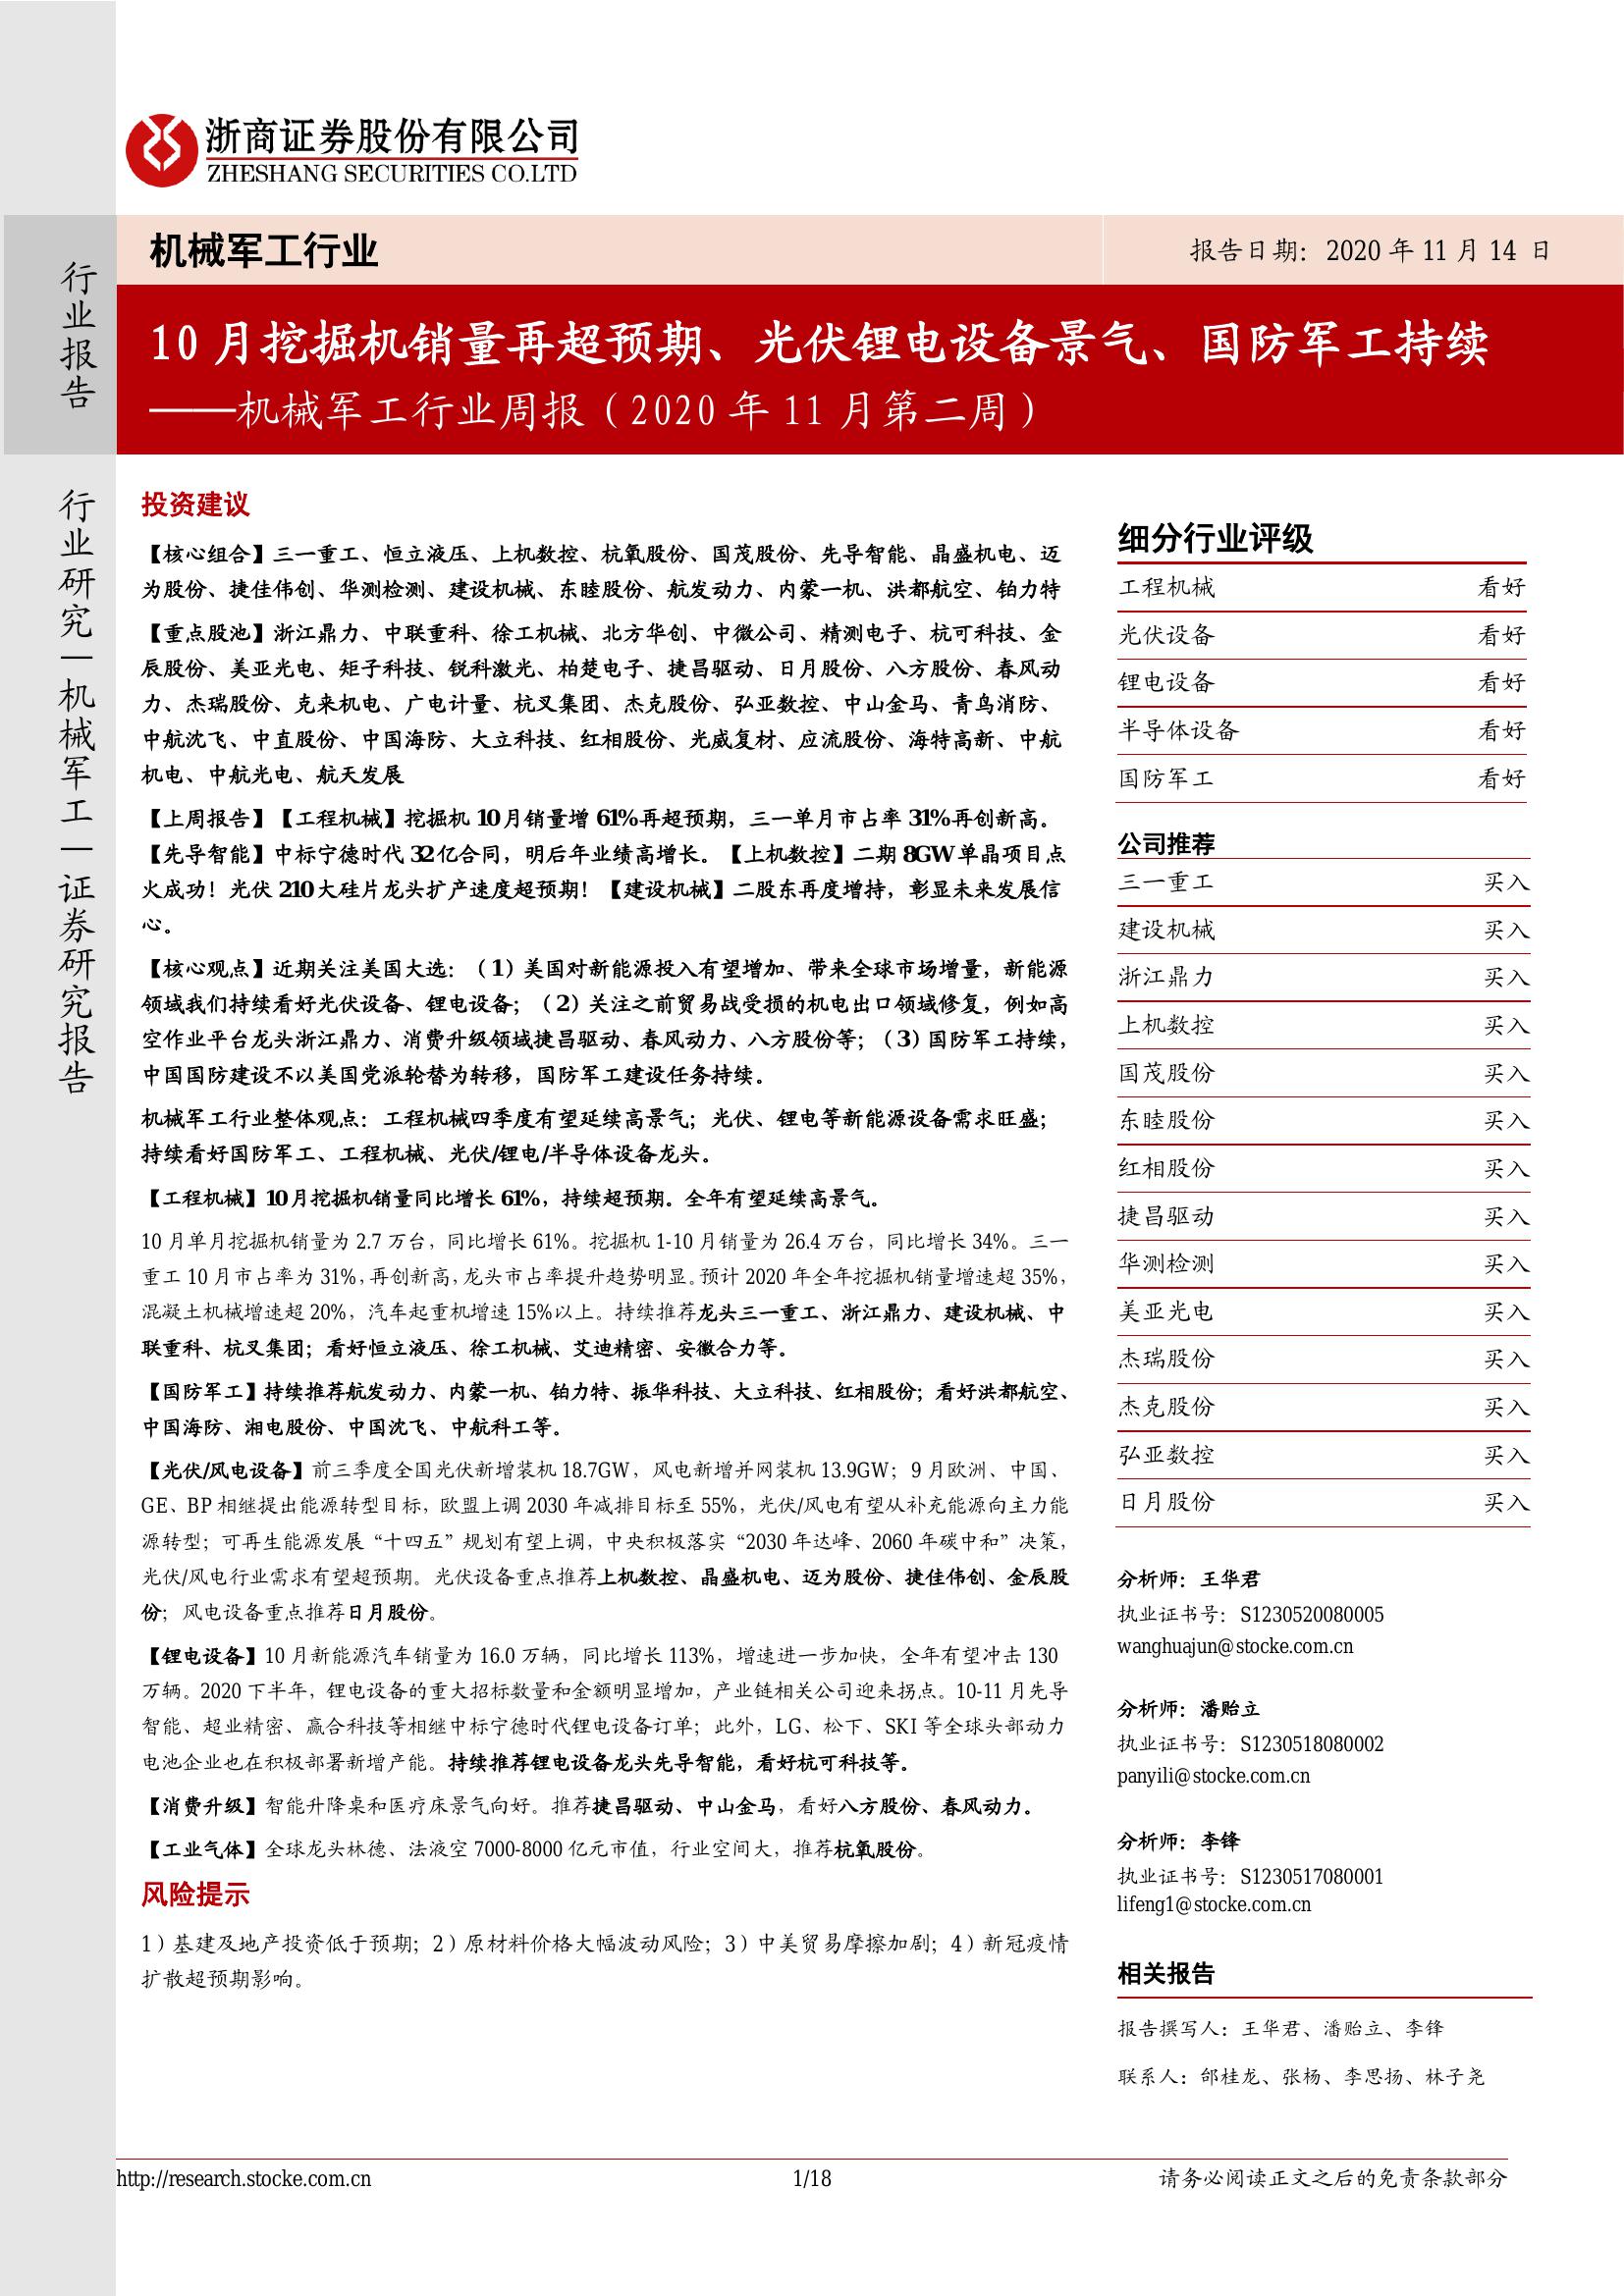 浙商证券股份有限公司
ZHESHANG SECURITIES CO.LTD
行业报告
行业研究—机械军工—证券研究报告
机械军工行业
报告日期：2020 年 11 月 14 日
10 月挖掘机销量再超预期、光伏锂电设备景气、国防军工持续
——机械军工行业周报（2020 年 11 月第二周）
投资建议
【核心组合】三一重工、恒立液压、上机数控、杭氧股份、国茂股份、先导智能、晶盛机电、迈
为股份、捷佳伟创、华测检测、建设机械、东睦股份、航发动力、内蒙一机、洪都航空、铂力特
【重点股池】浙江鼎力、中联重科、徐工机械、北方华创、中微公司、精测电子、杭可科技、金
辰股份、美亚光电、矩子科技、锐科激光、柏楚电子、捷昌驱动、日月股份、八方股份、春风动
力、杰瑞股份、克来机电、广电计量、杭叉集团、杰克股份、弘亚数控、中山金马、青鸟消防、
中航沈飞、中直股份、中国海防、大立科技、红相股份、光威复材、应流股份、海特高新、中航
机电、中航光电、航天发展
【上周报告】【工程机械】挖掘机 10 月销量增 61%再超预期，三一单月市占率 31%再创新高。
【先导智能】中标宁德时代 32 亿合同，明后年业绩高增长。【上机数控】二期 8GW 单晶项目点
火成功！光伏 210 大硅片龙头扩产速度超预期！【建设机械】二股东再度增持，彰显未来发展信
心。
【核心观点】近期关注美国大选：（1）美国对新能源投入有望增加、带来全球市场增量，新能源
领域我们持续看好光伏设备、锂电设备；（2）关注之前贸易战受损的机电出口领域修复，例如高
空作业平台龙头浙江鼎力、消费升级领域捷昌驱动、春风动力、八方股份等；（3）国防军工持续，
中国国防建设不以美国党派轮替为转移，国防军工建设任务持续。
机械军工行业整体观点：工程机械四季度有望延续高景气；光伏、锂电等新能源设备需求旺盛；
持续看好国防军工、工程机械、光伏/锂电/半导体设备龙头。
【工程机械】10 月挖掘机销量同比增长 61%，持续超预期。全年有望延续高景气。
10 月单月挖掘机销量为 2.7 万台，同比增长 61%。挖掘机 1-10 月销量为 26.4 万台，同比增长 34%。三一
重工 10 月市占率为 31%，再创新高，龙头市占率提升趋势明显。预计 2020 年全年挖掘机销量增速超 35%，
混凝土机械增速超 20%，汽车起重机增速 15%以上。持续推荐龙头三一重工、浙江鼎力、建设机械、中
联重科、杭叉集团；看好恒立液压、徐工机械、艾迪精密、安徽合力等。
【国防军工】持续推荐航发动力、内蒙一机、铂力特、振华科技、大立科技、红相股份；看好洪都航空、
中国海防、湘电股份、中国沈飞、中航科工等。
【光伏/风电设备】前三季度全国光伏新增装机 18.7GW，风电新增并网装机 13.9GW；9 月欧洲、中国、
GE、BP 相继提出能源转型目标，欧盟上调 2030 年减排目标至 55%，光伏/风电有望从补充能源向主力能
源转型；可再生能源发展“十四五”规划有望上调，中央积极落实“2030 年达峰、2060 年碳中和”决策，
光伏/风电行业需求有望超预期。光伏设备重点推荐上机数控、晶盛机电、迈为股份、捷佳伟创、金辰股
份；风电设备重点推荐日月股份。
【锂电设备】10 月新能源汽车销量为 16.0 万辆，同比增长 113%，增速进一步加快，全年有望冲击 130
万辆。2020 下半年，锂电设备的重大招标数量和金额明显增加，产业链相关公司迎来拐点。10-11 月先导
智能、超业精密、赢合科技等相继中标宁德时代锂电设备订单；此外，LG、松下、SKI 等全球头部动力
电池企业也在积极部署新增产能。持续推荐锂电设备龙头先导智能，看好杭可科技等。
【消费升级】智能升降桌和医疗床景气向好。推荐捷昌驱动、中山金马，看好八方股份、春风动力。
【工业气体】全球龙头林德、法液空 7000-8000 亿元市值，行业空间大，推荐杭氧股份。
风险提示
1）基建及地产投资低于预期；2）原材料价格大幅波动风险；3）中美贸易摩擦加剧；4）新冠疫情
扩散超预期影响。
细分行业评级
工程机械 看好
光伏设备 看好
锂电设备 看好
半导体设备 看好
国防军工 看好
公司推荐
三一重工 买入
建设机械 买入
浙江鼎力 买入
上机数控 买入
国茂股份 买入
东睦股份 买入
红相股份 买入
捷昌驱动 买入
华测检测 买入
美亚光电 买入
杰瑞股份 买入
杰克股份 买入
弘亚数控 买入
日月股份 买入
分析师：王华君
执业证书号：S1230520080005
wanghuajun@stocke.com.cn
分析师：潘贻立
执业证书号：S1230518080002
panyili@stocke.com.cn
分析师：李锋
执业证书号：S1230517080001
lifeng1@stocke.com.cn
相关报告
报告撰写人：王华君、潘贻立、李锋
联系人：邰桂龙、张杨、李思扬、林子尧
http://research.stocke.com.cn
1/18
请务必阅读正文之后的免责条款部分